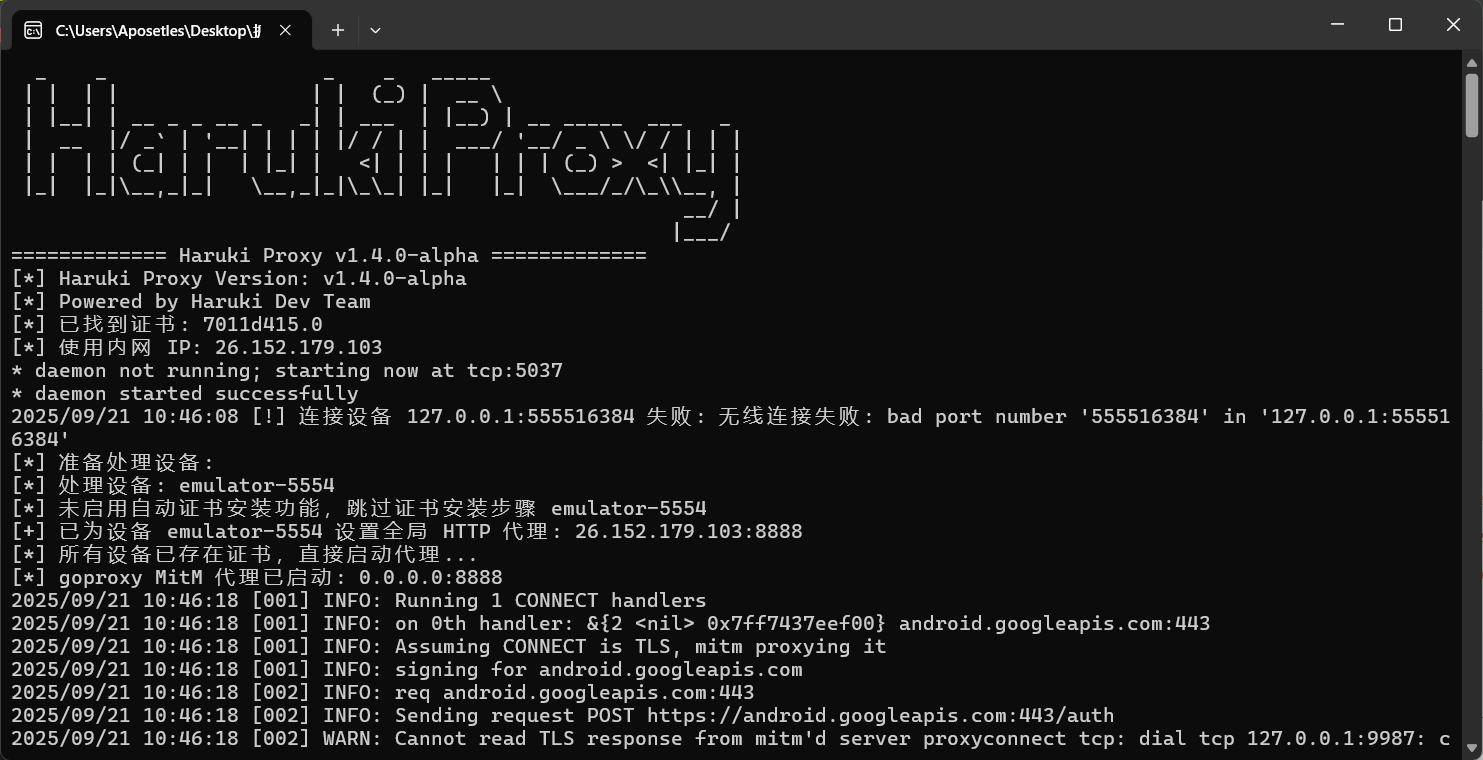 C:\Users\Aposetles\Desktop\
HarukiProxy
============= Haruki Proxy v1.4.0-alpha =============
[*] Haruki Proxy Version: v1.4.0-alpha
[*] Powered by Haruki Dev Team
[*] 已找到证书: 7011d415.0
[*] 使用内网 IP: 26.152.179.103
* daemon not running; starting now at tcp:5037
* daemon started successfully
2025/09/21 10:46:08 [!] 连接设备 127.0.0.1:555516384 失败: 无线连接失败: bad port number '555516384' in '127.0.0.1:55551
6384'
[*] 准备处理设备:
[*] 处理设备: emulator-5554
[*] 未启用自动证书安装功能, 跳过证书安装步骤 emulator-5554
[+] 已为设备 emulator-5554 设置全局 HTTP 代理: 26.152.179.103:8888
[*] 所有设备已存在证书, 直接启动代理...
[*] goproxy MitM 代理已启动: 0.0.0.0:8888
2025/09/21 10:46:18 [001] INFO: Running 1 CONNECT handlers
2025/09/21 10:46:18 [001] INFO: on 0th handler: &{2 <nil> 0x7ff7437eef00} android.googleapis.com:443
2025/09/21 10:46:18 [001] INFO: Assuming CONNECT is TLS, mitm proxying it
2025/09/21 10:46:18 [001] INFO: signing for android.googleapis.com
2025/09/21 10:46:18 [002] INFO: req android.googleapis.com:443
2025/09/21 10:46:18 [002] INFO: Sending request POST https://android.googleapis.com:443/auth
2025/09/21 10:46:18 [002] WARN: Cannot read TLS response from mitm'd server proxyconnect tcp: dial tcp 127.0.0.1:9987: c